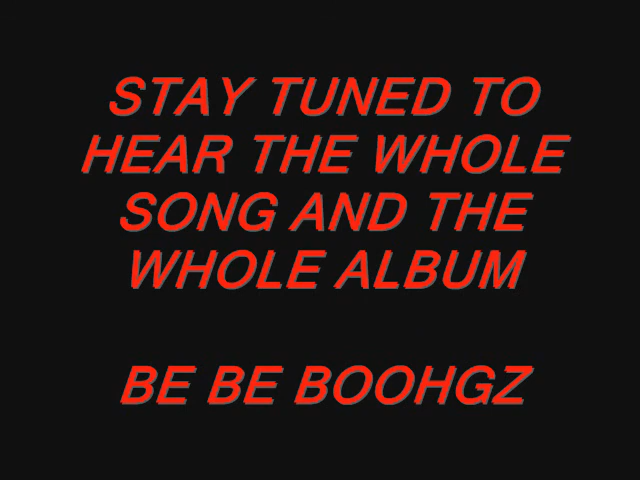 STAY TUNED TO
HEAR THE WHOLE
SONG AND THE
WHOLE ALBUM
BE BE BOOHGZ